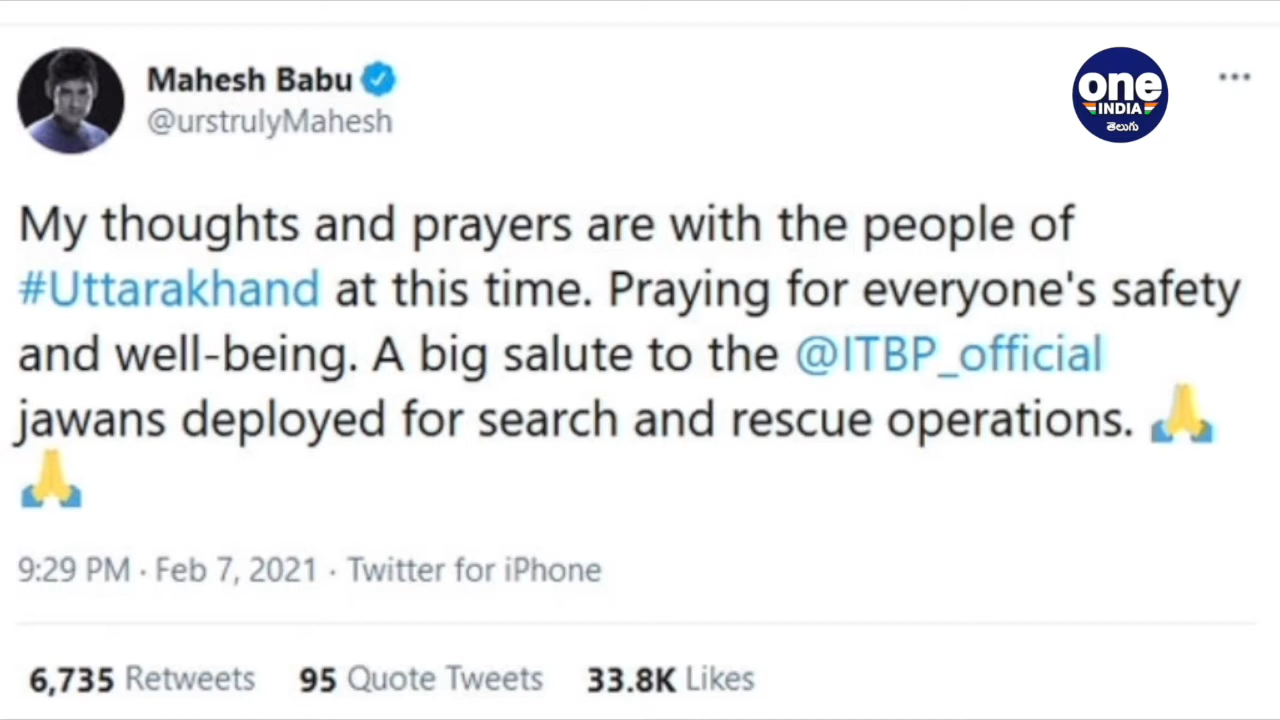 Mahesh Babu
@urstrulyMahesh
one
INDIA
తెలుగు
My thoughts and prayers are with the people of
#Uttarakhand at this time. Praying for everyone's safety
and well-being. A big salute to the @ITBP_official
jawans deployed for search and rescue operations. 🙏
🙏
9:29 PM · Feb 7, 2021 · Twitter for iPhone
6,735 Retweets 95 Quote Tweets 33.8K Likes